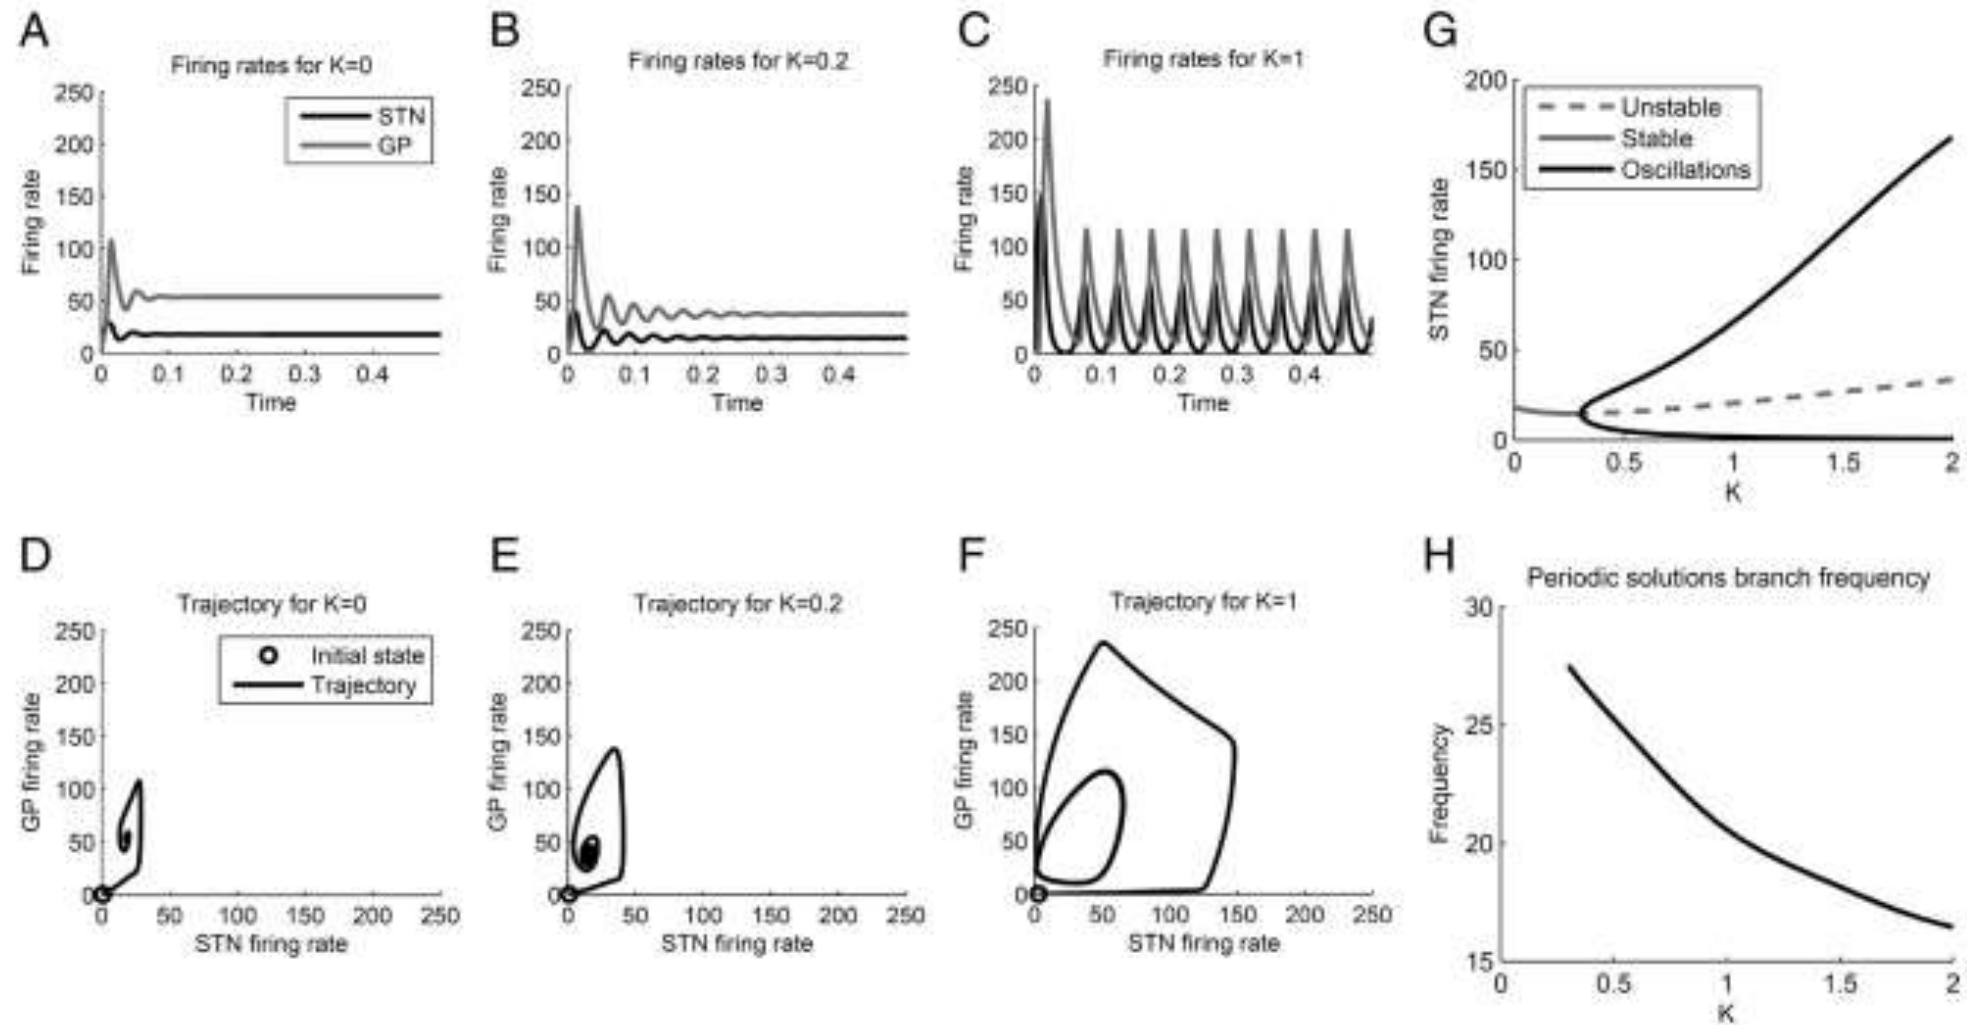 A
Firing rates for K=0
250
200
150
100
50
0
Firing rate
STN
GP
0 0.1 0.2 0.3 0.4
Time
B
Firing rates for K=0.2
250
200
150
100
50
0
Firing rate
0 0.1 0.2 0.3 0.4
Time
C
Firing rates for K=1
250
200
150
100
50
0
Firing rate
0 0.1 0.2 0.3 0.4
Time
G
200
150
100
50
0
STN firing rate
Unstable
Stable
Oscillations
0 0.5 1 1.5 2
K
D
Trajectory for K=0
250
200
150
100
50
0
GP firing rate
Initial state
Trajectory
0 50 100 150 200 250
STN firing rate
E
Trajectory for K=0.2
250
200
150
100
50
0
GP firing rate
0 50 100 150 200 250
STN firing rate
F
Trajectory for K=1
250
200
150
100
50
0
GP firing rate
0 50 100 150 200 250
STN firing rate
H
Periodic solutions branch frequency
30
25
20
15
Frequency
0 0.5 1 1.5 2
K